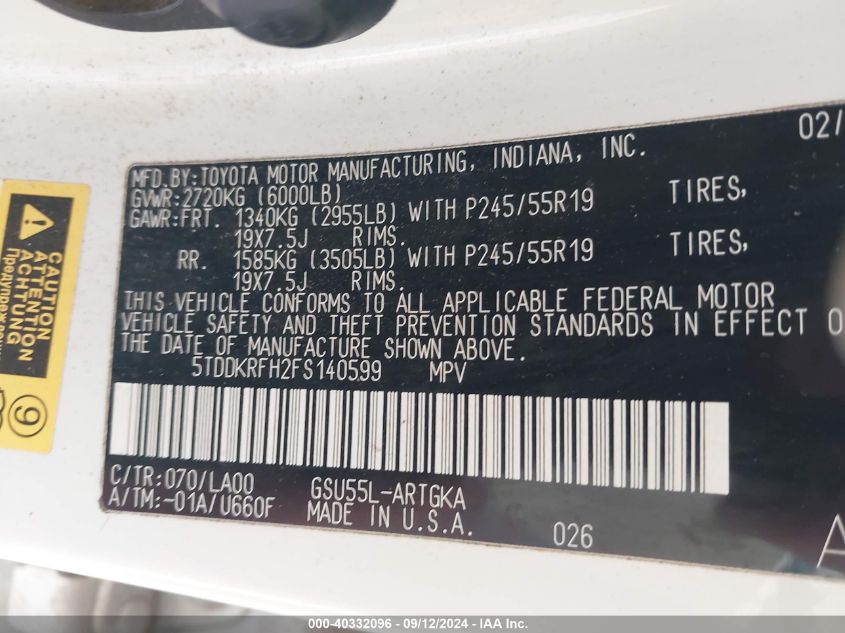 02/
MFD.BY:TOYOTA MOTOR MANUFACTURING, INDIANA, INC.
GVWR:2720KG (6000LB)
GAWR:FRT. 1340KG (2955LB) WITH P245/55R19 TIRES,
19X7.5J RIMS.
RR. 1585KG (3505LB) WITH P245/55R19 TIRES,
19X7.5J RIMS.
THIS VEHICLE CONFORMS TO ALL APPLICABLE FEDERAL MOTOR
VEHICLE SAFETY AND THEFT PREVENTION STANDARDS IN EFFECT O
THE DATE OF MANUFACTURE SHOWN ABOVE.
5TDDKRFH2FS140599 MPV
C/TR:070/LA00 GSU55L-ARTGKA
A/TM:-01A/U660F MADE IN U.S.A. 026
A
CAUTION
ATTENTION
ACHTUNG
9
000-40332096 - 09/12/2024 - IAA Inc.